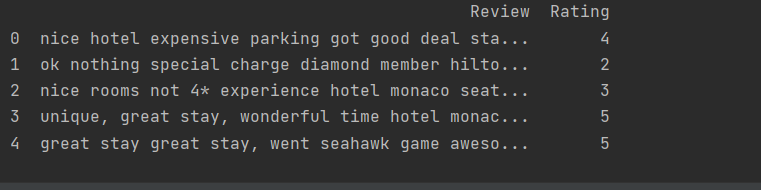 Review Rating
0 nice hotel expensive parking got good deal sta... 4
1 ok nothing special charge diamond member hilto... 2
2 nice rooms not 4* experience hotel monaco seat... 3
3 unique, great stay, wonderful time hotel monac... 5
4 great stay great stay, went seahawk game aweso... 5